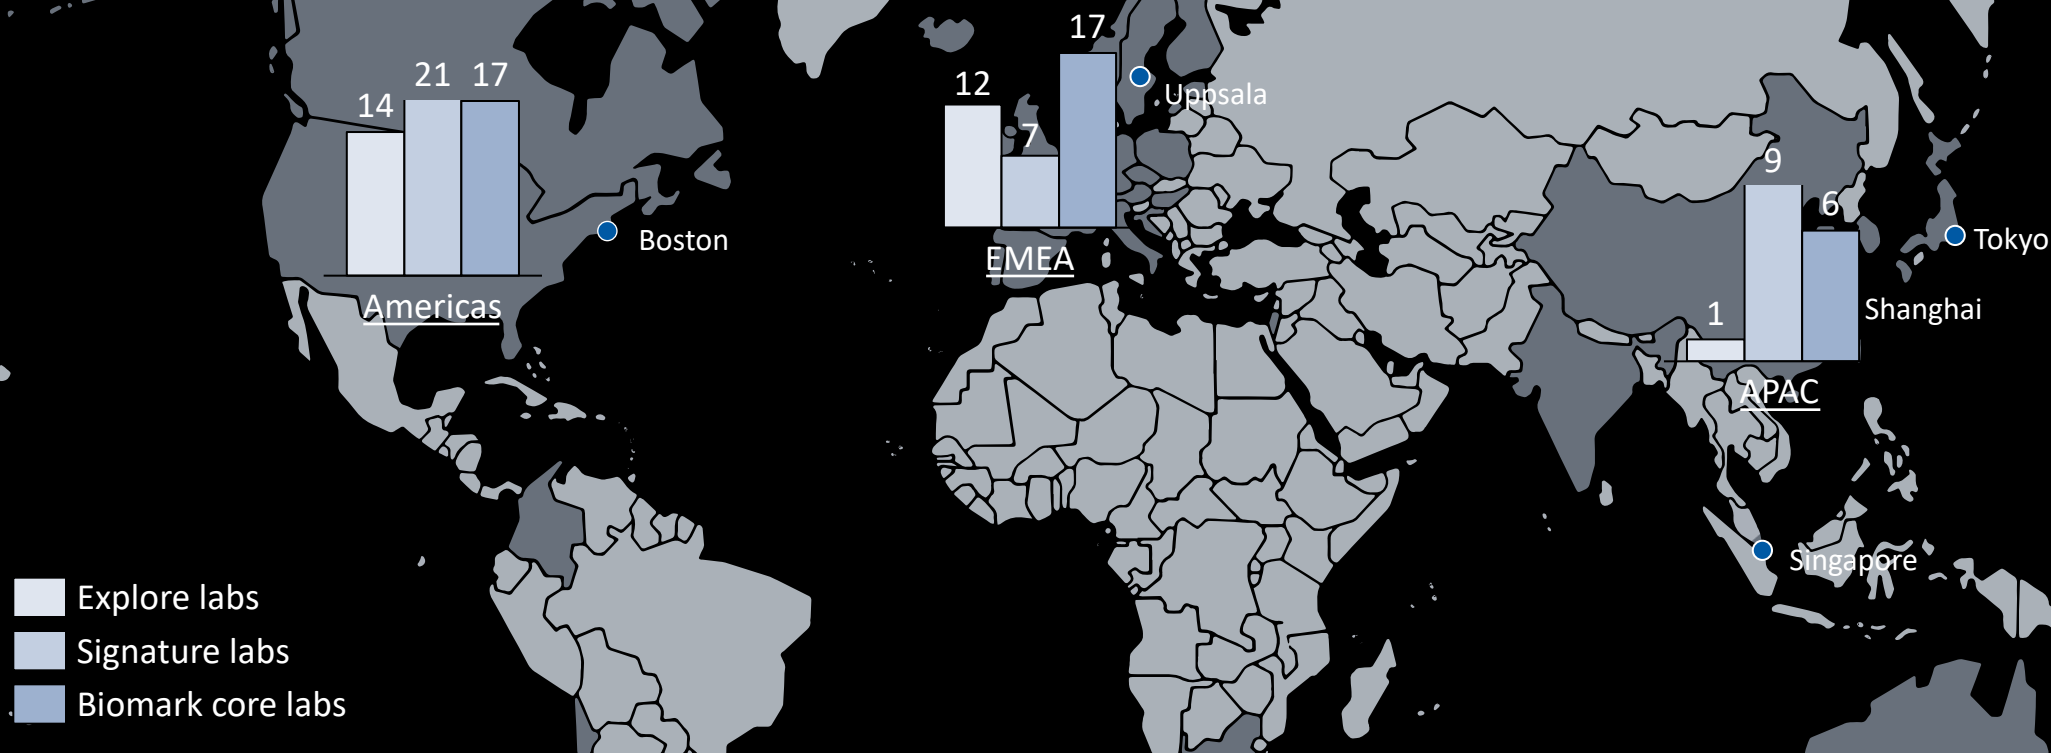 14
21
17
Americas
Boston
12
7
17
EMEA
Uppsala
1
9
6
APAC
Tokyo
Shanghai
Singapore
Explore labs
Signature labs
Biomark core labs